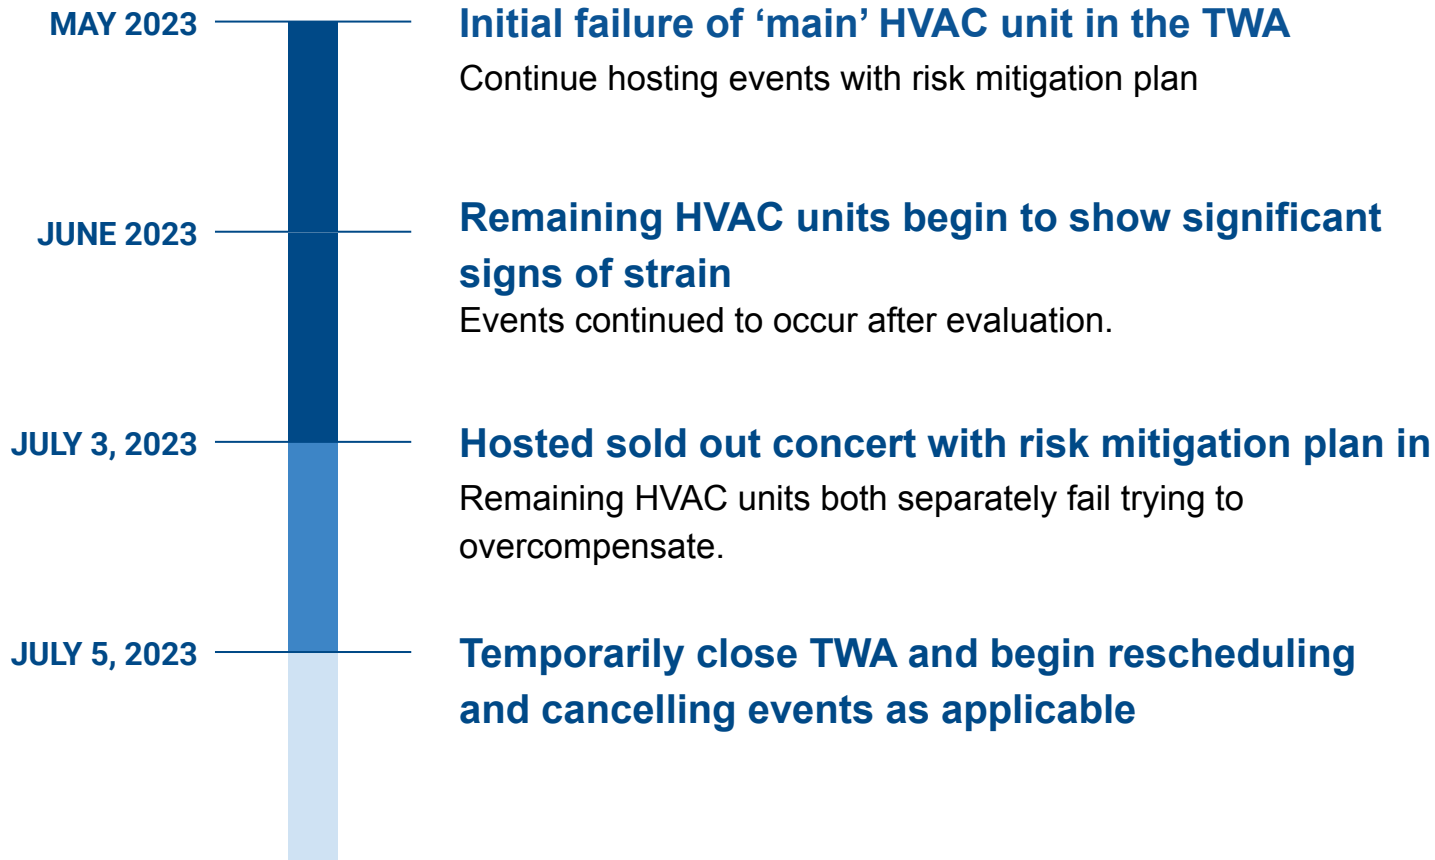 MAY 2023
Initial failure of ‘main’ HVAC unit in the TWA
Continue hosting events with risk mitigation plan
JUNE 2023
Remaining HVAC units begin to show significant
signs of strain
Events continued to occur after evaluation.
JULY 3, 2023
Hosted sold out concert with risk mitigation plan in
Remaining HVAC units both separately fail trying to
overcompensate.
JULY 5, 2023
Temporarily close TWA and begin rescheduling
and cancelling events as applicable